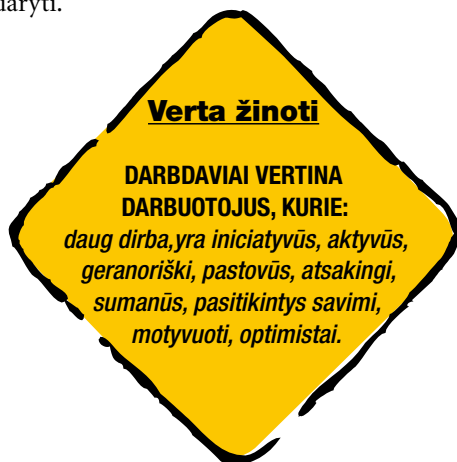 daryti.
Verta žinoti
DARBDAVIAI VERTINA
DARBUOTOJUS, KURIE:
daug dirba,yra iniciatyvūs, aktyvūs,
geranoriški, pastovūs, atsakingi,
sumanūs, pasitikintys savimi,
motyvuoti, optimistai.